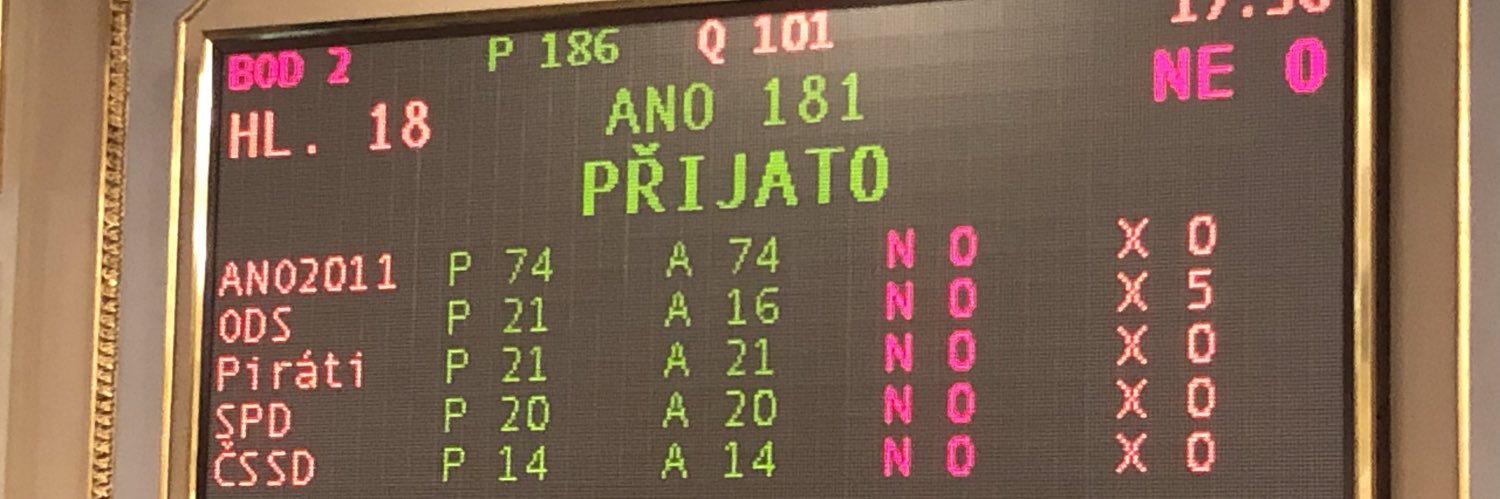 BOD 2 P 186 Q 101
HL. 18 ANO 181 NE 0
PŘIJATO
ANO2011 P 74 A 74 N 0 X 0
ODS P 21 A 16 N 0 X 5
Piráti P 21 A 21 N 0 X 0
SPD P 20 A 20 N 0 X 0
ČSSD P 14 A 14 N 0 X 0